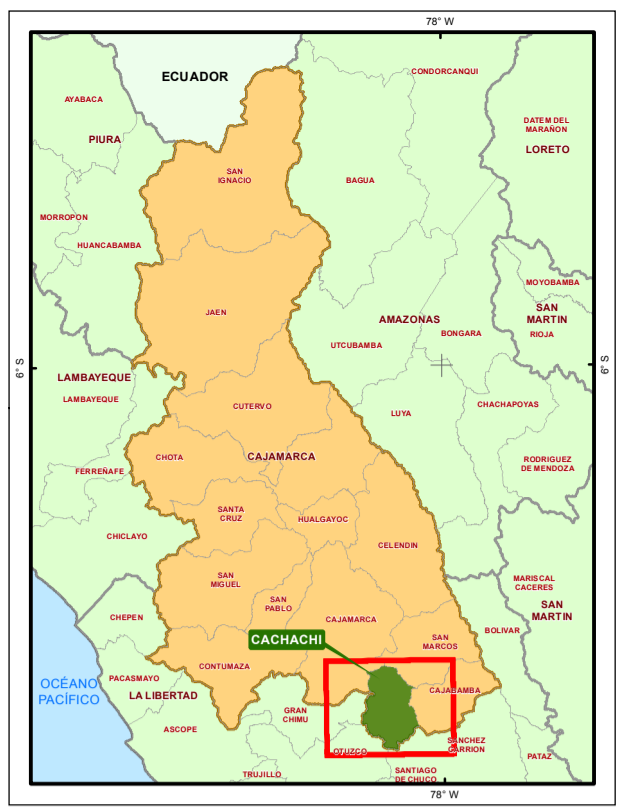 78° W
ECUADOR
CONDORCANQUI
AYABACA
DATEM DEL
MARAÑON
PIURA
LORETO
SAN
IGNACIO
BAGUA
MORROPON
HUANCABAMBA
MOYOBAMBA
JAEN
AMAZONAS
SAN
MARTIN
BONGARA
RIOJA
UTCUBAMBA
6° S
6° S
LAMBAYEQUE
LAMBAYEQUE
CUTERVO
CHACHAPOYAS
LUYA
CHOTA
CAJAMARCA
FERREÑAFE
RODRIGUEZ
DE MENDOZA
SANTA
CRUZ
HUALGAYOC
CHICLAYO
CELENDIN
SAN
MIGUEL
MARISCAL
CACERES
SAN
PABLO
SAN
MARTIN
CHEPEN
CAJAMARCA
BOLIVAR
CACHACHI
SAN
MARCOS
CONTUMAZA
PACASMAYO
OCÉANO
PACÍFICO
LA LIBERTAD
CAJABAMBA
GRAN
CHIMU
ASCOPE
OTUZCO
SANCHEZ
CARRION
PATAZ
TRUJILLO
SANTIAGO
DE CHUCO
78° W